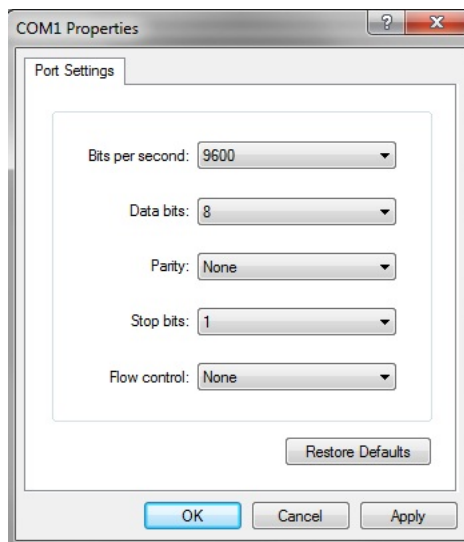 COM1 Properties
Port Settings
Bits per second: 9600
Data bits: 8
Parity: None
Stop bits: 1
Flow control: None
Restore Defaults
OK Cancel Apply